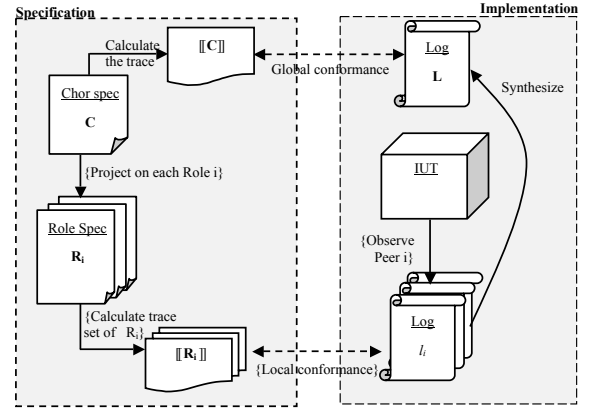 Specification
Implementation
Calculate
the trace
[[C]]
Global conformance
Log
L
Synthesize
Chor spec
C
{Project on each Role i}
IUT
Role Spec
Ri
{Observe
Peer i}
{Calculate trace
set of Ri}
[[Ri]]
{Local conformance}
Log
li